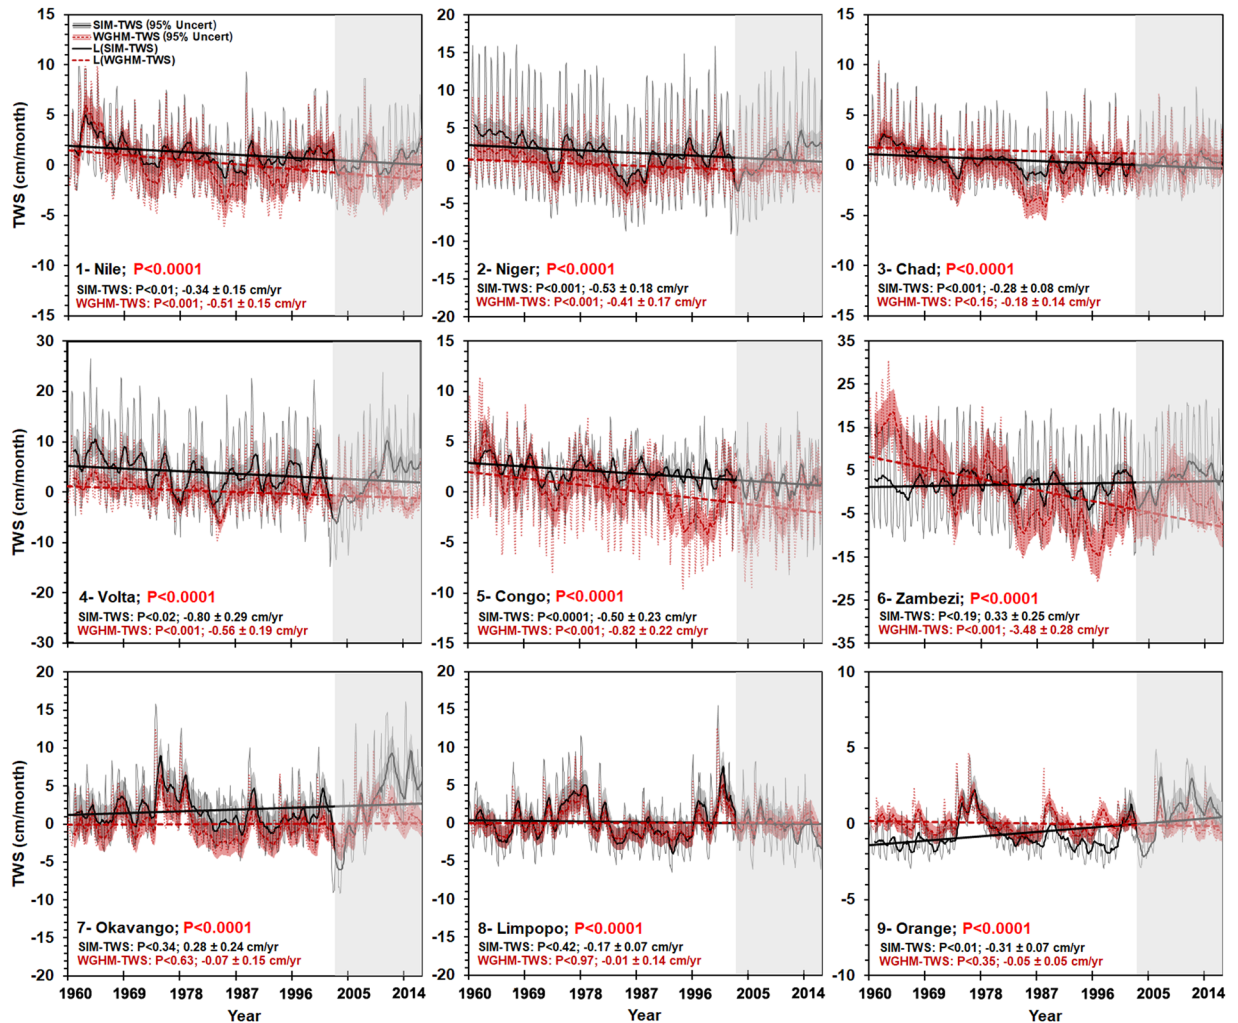 SIM-TWS (95% Uncert)
WGHM-TWS (95% Uncert)
L(SIM-TWS)
L(WGHM-TWS)
TWS (cm/month)
15
10
5
0
-5
-10
-15
1- Nile; P<0.0001
SIM-TWS: P<0.01; -0.34 ± 0.15 cm/yr
WGHM-TWS: P<0.001; -0.51 ± 0.15 cm/yr
20
15
10
5
0
-5
-10
-15
-20
2- Niger; P<0.0001
SIM-TWS: P<0.001; -0.53 ± 0.18 cm/yr
WGHM-TWS: P<0.001; -0.41 ± 0.17 cm/yr
15
10
5
0
-5
-10
-15
3- Chad; P<0.0001
SIM-TWS: P<0.001; -0.28 ± 0.08 cm/yr
WGHM-TWS: P<0.15; -0.18 ± 0.14 cm/yr
TWS (cm/month)
30
20
10
0
-10
-20
-30
4- Volta; P<0.0001
SIM-TWS: P<0.02; -0.80 ± 0.29 cm/yr
WGHM-TWS: P<0.001; -0.56 ± 0.19 cm/yr
15
10
5
0
-5
-10
-15
5- Congo; P<0.0001
SIM-TWS: P<0.0001; -0.50 ± 0.23 cm/yr
WGHM-TWS: P<0.001; -0.82 ± 0.22 cm/yr
35
25
15
5
-5
-15
-25
-35
6- Zambezi; P<0.0001
SIM-TWS: P<0.19; 0.33 ± 0.25 cm/yr
WGHM-TWS: P<0.001; -3.48 ± 0.28 cm/yr
TWS (cm/month)
20
15
10
5
0
-5
-10
-15
-20
7- Okavango; P<0.0001
SIM-TWS: P<0.34; 0.28 ± 0.24 cm/yr
WGHM-TWS: P<0.63; -0.07 ± 0.15 cm/yr
1960 1969 1978 1987 1996 2005 2014
Year
20
15
10
5
0
-5
-10
-15
-20
8- Limpopo; P<0.0001
SIM-TWS: P<0.42; -0.17 ± 0.07 cm/yr
WGHM-TWS: P<0.97; -0.01 ± 0.14 cm/yr
1960 1969 1978 1987 1996 2005 2014
Year
10
5
0
-5
-10
9- Orange; P<0.0001
SIM-TWS: P<0.01; -0.31 ± 0.07 cm/yr
WGHM-TWS: P<0.35; -0.05 ± 0.05 cm/yr
1960 1969 1978 1987 1996 2005 2014
Year